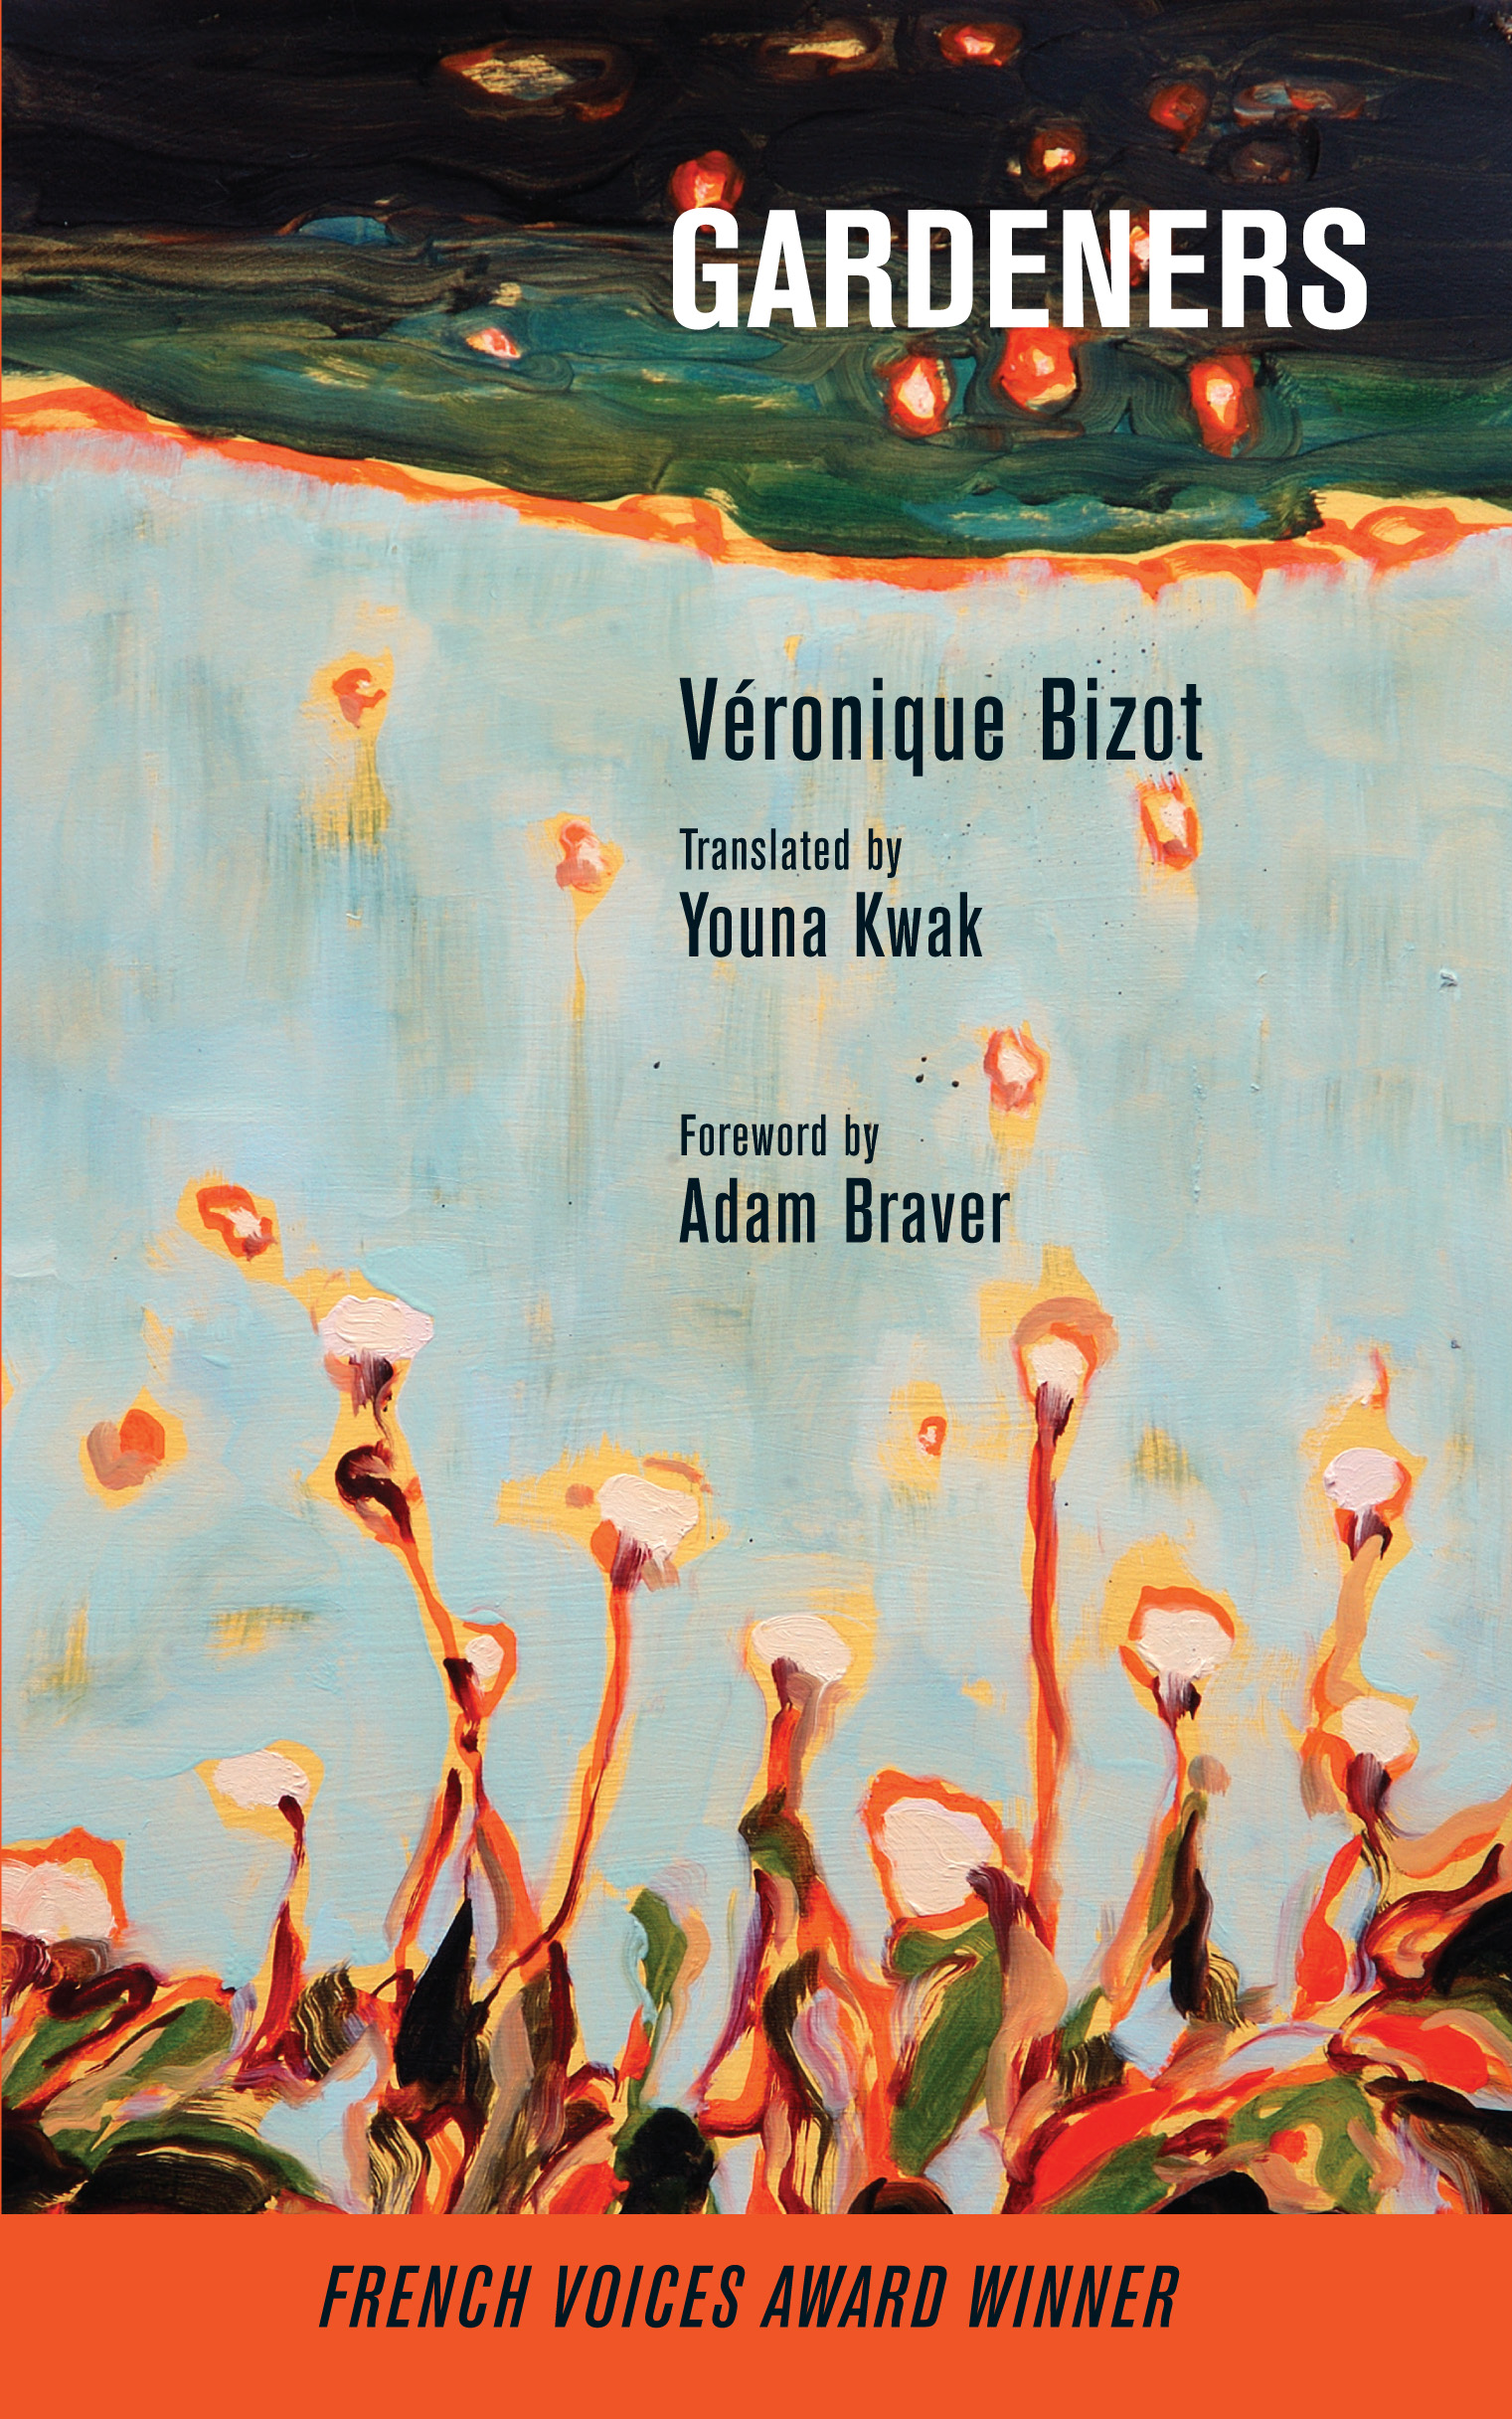 GARDENERS
Véronique Bizot
Translated by
Youna Kwak
Foreword by
Adam Braver
FRENCH VOICES AWARD WINNER